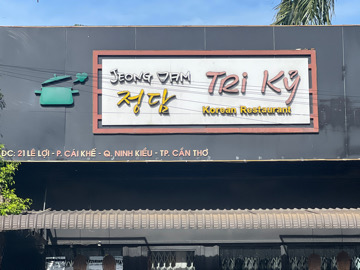 JEONG DAM Tri Kỷ
정담 Korean Restaurant
ĐC: 21 LÊ LỢI - P. CÁI KHẾ - Q. NINH KIỀU - TP. CẦN THƠ